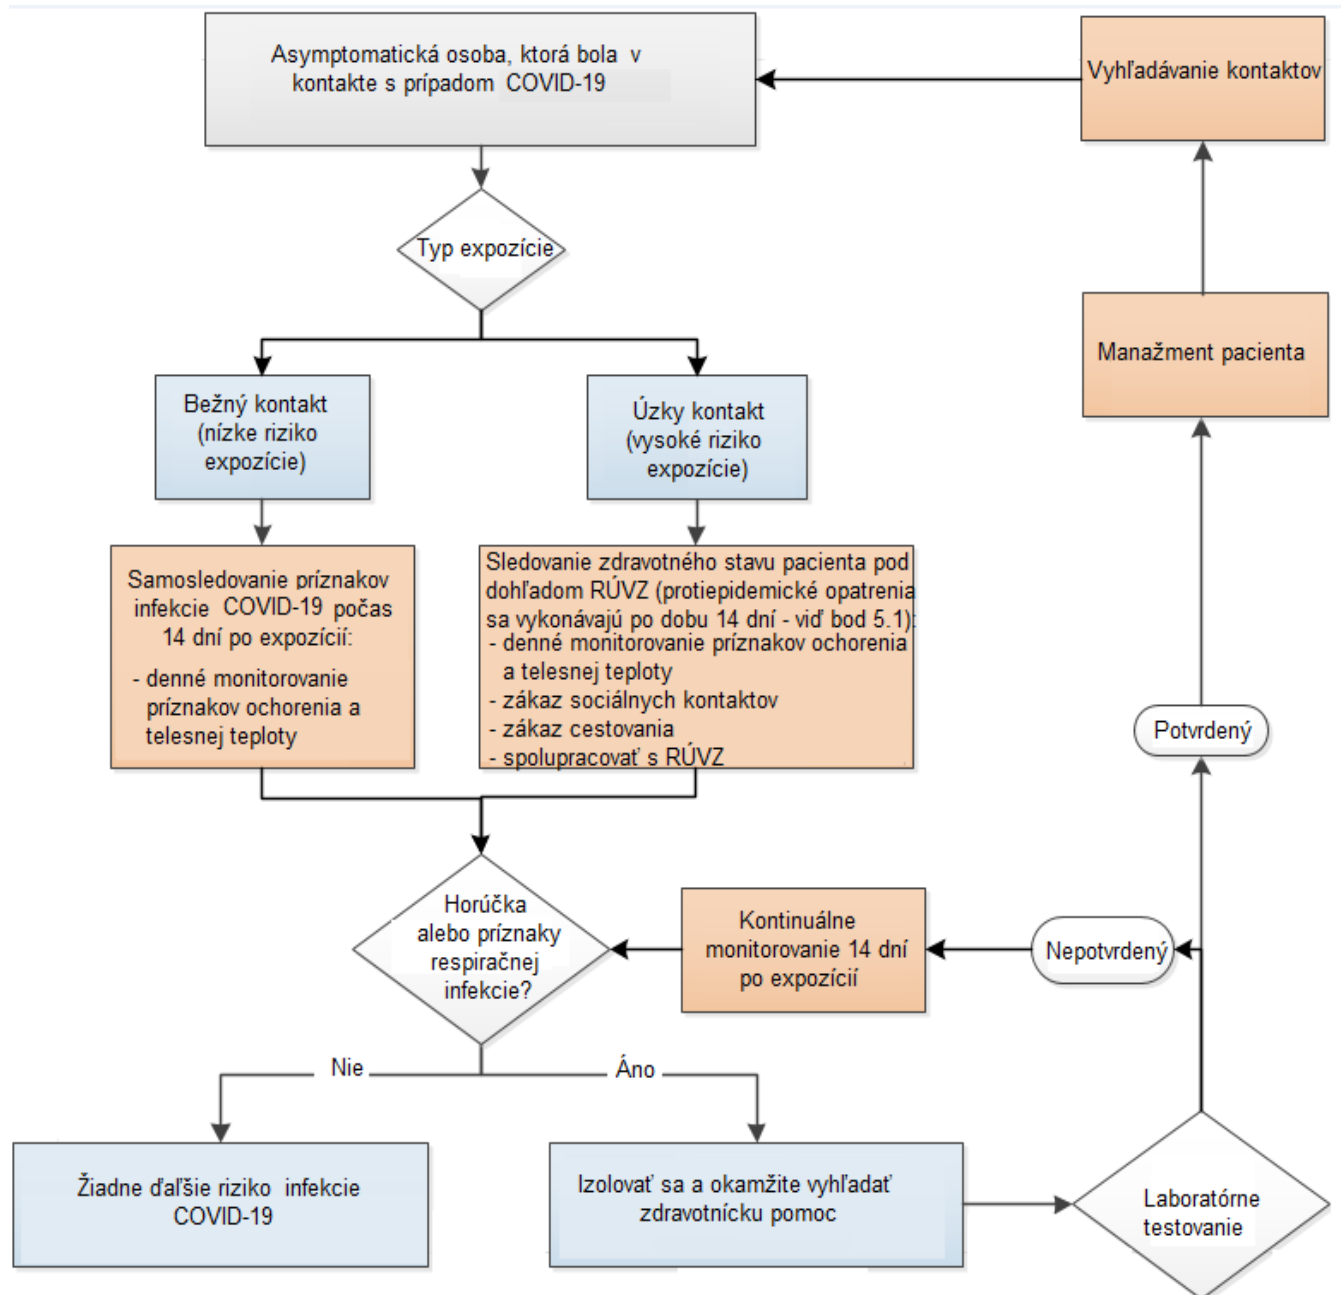 Asymptomatická osoba, ktorá bola v
kontakte s prípadom COVID-19
Vyhľadávanie kontaktov
Typ expozície
Manažment pacienta
Bežný kontakt
(nízke riziko
expozície)
Úzky kontakt
(vysoké riziko
expozície)
Samosledovanie príznakov
infekcie COVID-19 počas
14 dní po expozícií:
- denné monitorovanie
príznakov ochorenia a
telesnej teploty
Sledovanie zdravotného stavu pacienta pod
dohľadom RÚVZ (protiepidemické opatrenia
sa vykonávajú po dobu 14 dní - viď bod 5.1):
- denné monitorovanie príznakov ochorenia
a telesnej teploty
- zákaz sociálnych kontaktov
- zákaz cestovania
- spolupracovať s RÚVZ
Potvrdený
Horúčka
alebo príznaky
respiračnej
infekcie?
Kontinuálne
monitorovanie 14 dní
po expozícií
Nepotvrdený
Nie
Áno
Žiadne ďaľšie riziko infekcie
COVID-19
Izolovať sa a okamžite vyhľadať
zdravotnícku pomoc
Laboratórne
testovanie